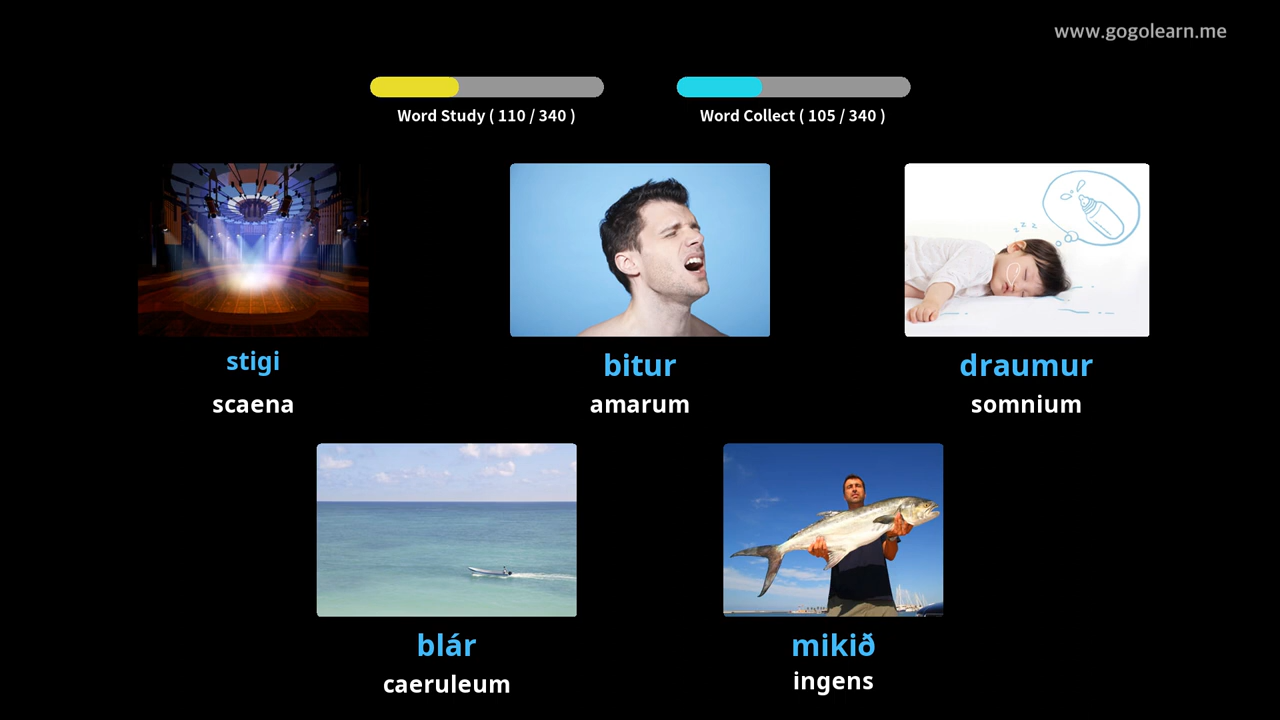 www.gogolearn.me
Word Study ( 110 / 340 )
Word Collect ( 105 / 340 )
stigi
scaena
bitur
amarum
draumur
somnium
blár
caeruleum
mikið
ingens